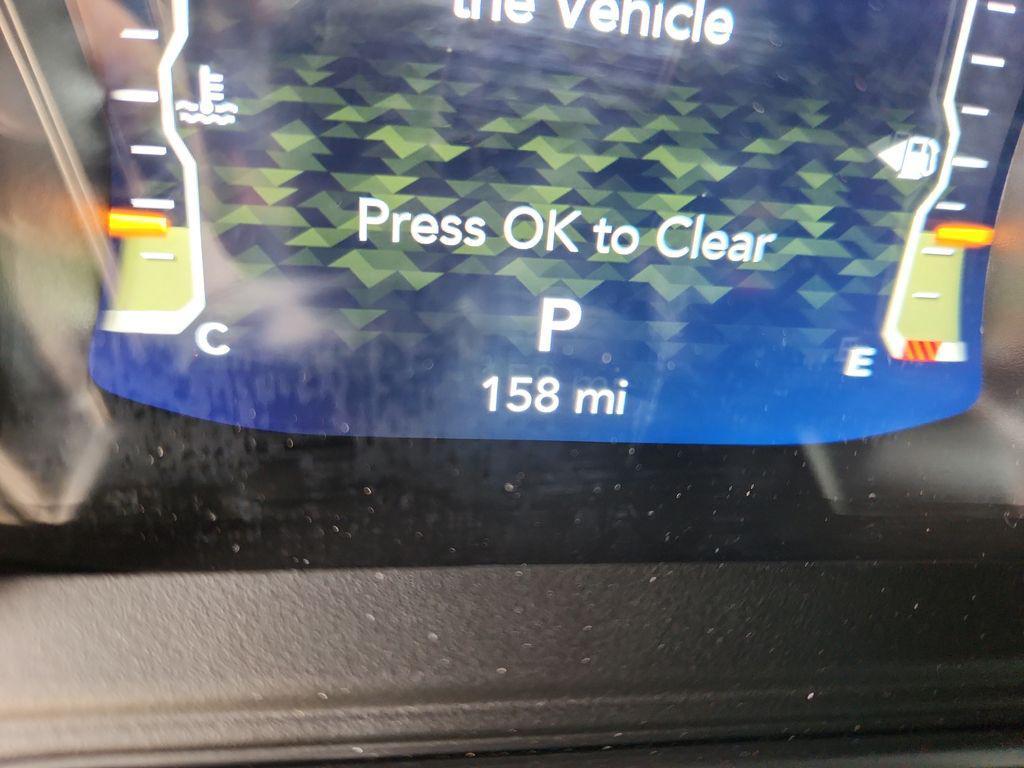 the Vehicle
Press OK to Clear
C
P
E
158 mi